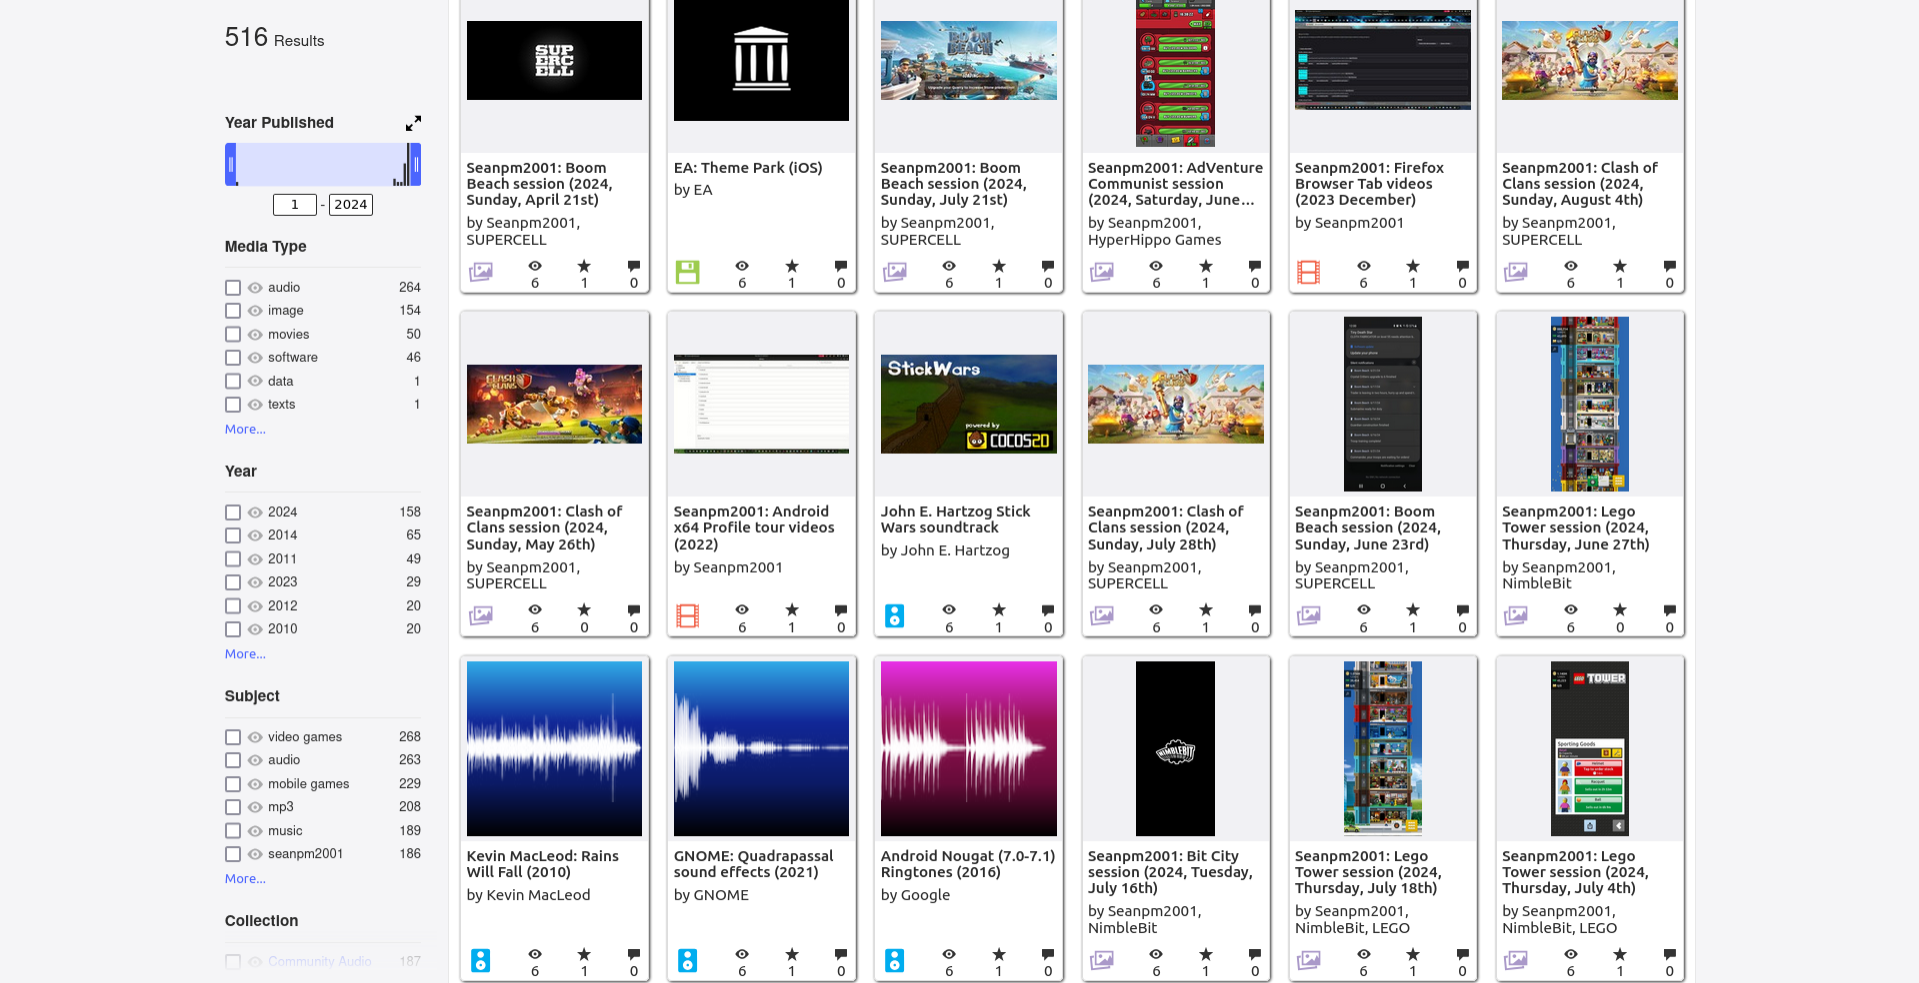 516 Results
Year Published
1 - 2024
Media Type
audio 264
image 154
movies 50
software 46
data 1
texts 1
More...
Year
2024 158
2014 65
2011 49
2023 29
2012 20
2010 20
More...
Subject
video games 268
audio 263
mobile games 229
mp3 208
music 189
seanpm2001 186
More...
Collection
Community Audio 187
SUP
ERC
ELL
Seanpm2001: Boom
Beach session (2024,
Sunday, April 21st)
by Seanpm2001,
SUPERCELL
6 1 0
EA: Theme Park (iOS)
by EA
6 1 0
BOOM
BEACH
Seanpm2001: Boom
Beach session (2024,
Sunday, July 21st)
by Seanpm2001,
SUPERCELL
6 1 0
Seanpm2001: AdVenture
Communist session
(2024, Saturday, June...
by Seanpm2001,
HyperHippo Games
6 1 0
Seanpm2001: Firefox
Browser Tab videos
(2023 December)
by Seanpm2001
6 1 0
Seanpm2001: Clash of
Clans session (2024,
Sunday, August 4th)
by Seanpm2001,
SUPERCELL
6 1 0
CLASH
CLANS
Seanpm2001: Clash of
Clans session (2024,
Sunday, May 26th)
by Seanpm2001,
SUPERCELL
6 0 0
Seanpm2001: Android
x64 Profile tour videos
(2022)
by Seanpm2001
6 1 0
StickWars
powered by
COCOS2D
John E. Hartzog Stick
Wars soundtrack
by John E. Hartzog
6 1 0
Seanpm2001: Clash of
Clans session (2024,
Sunday, July 28th)
by Seanpm2001,
SUPERCELL
6 1 0
Seanpm2001: Boom
Beach session (2024,
Sunday, June 23rd)
by Seanpm2001,
SUPERCELL
6 1 0
Seanpm2001: Lego
Tower session (2024,
Thursday, June 27th)
by Seanpm2001,
NimbleBit
6 0 0
Kevin MacLeod: Rains
Will Fall (2010)
by Kevin MacLeod
6 1 0
GNOME: Quadrapassal
sound effects (2021)
by GNOME
6 1 0
Android Nougat (7.0-7.1)
Ringtones (2016)
by Google
6 1 0
NIMBLEBIT
Seanpm2001: Bit City
session (2024, Tuesday,
July 16th)
by Seanpm2001,
NimbleBit
6 1 0
Seanpm2001: Lego
Tower session (2024,
Thursday, July 18th)
by Seanpm2001,
NimbleBit, LEGO
6 1 0
LEGO TOWER
Sporting Goods
Seanpm2001: Lego
Tower session (2024,
Thursday, July 4th)
by Seanpm2001,
NimbleBit, LEGO
6 1 0